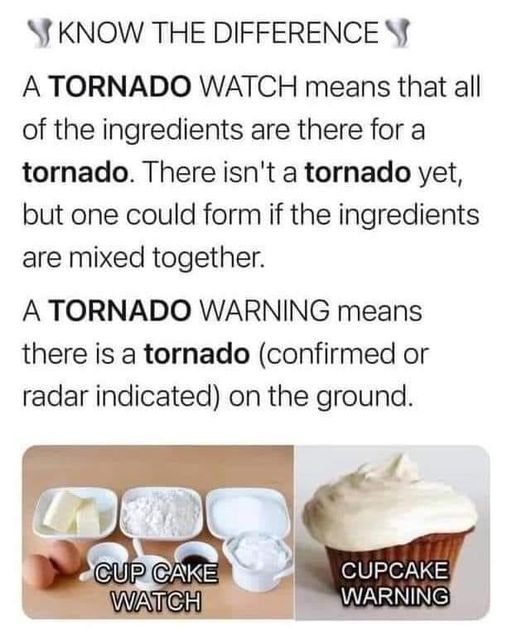 🌪 KNOW THE DIFFERENCE 🌪
A TORNADO WATCH means that all
of the ingredients are there for a
tornado. There isn't a tornado yet,
but one could form if the ingredients
are mixed together.
A TORNADO WARNING means
there is a tornado (confirmed or
radar indicated) on the ground.
CUP CAKE
WATCH
CUPCAKE
WARNING